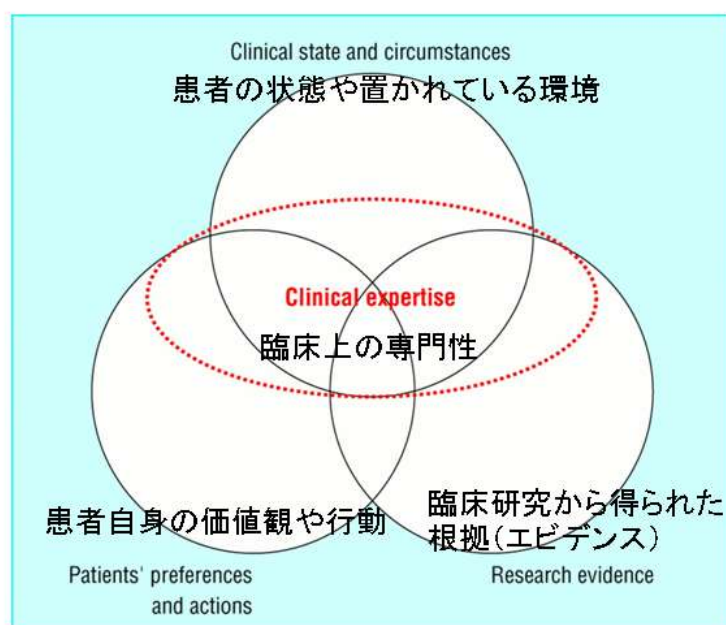 Clinical state and circumstances
患者の状態や置かれている環境
Clinical expertise
臨床上の専門性
患者自身の価値観や行動
臨床研究から得られた
根拠(エビデンス)
Patients' preferences
and actions
Research evidence